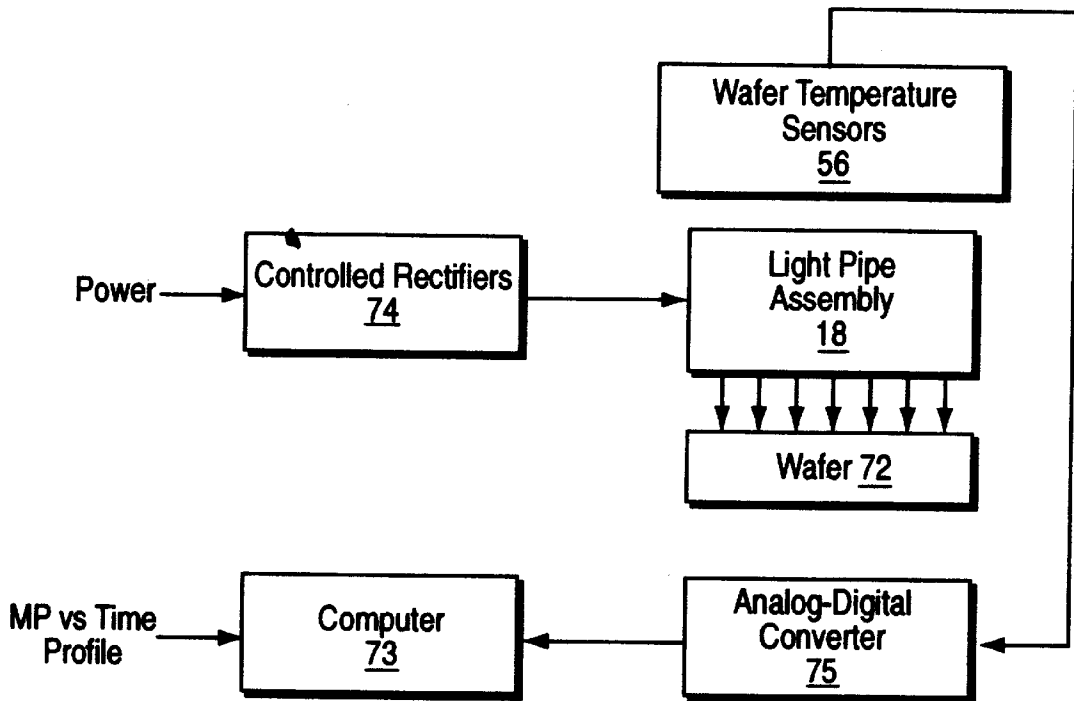 Wafer Temperature
Sensors
56
Power
Controlled Rectifiers
74
Light Pipe
Assembly
18
Wafer 72
MP vs Time
Profile
Computer
73
Analog-Digital
Converter
75